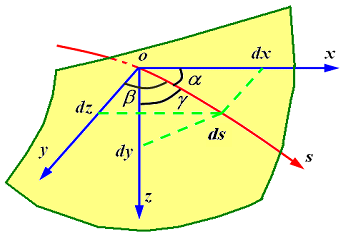 o dx x
α
β γ
dz ds
y dy s
z